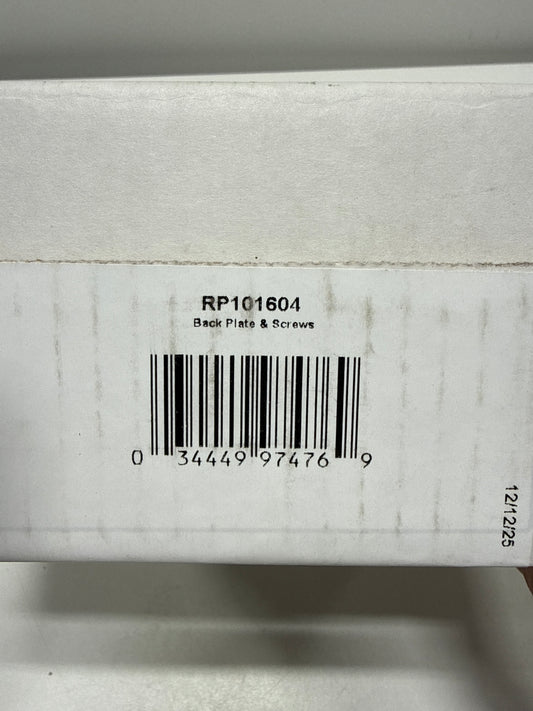 RP101604
Back Plate & Screws
0 34449 97476 9
12/12/25